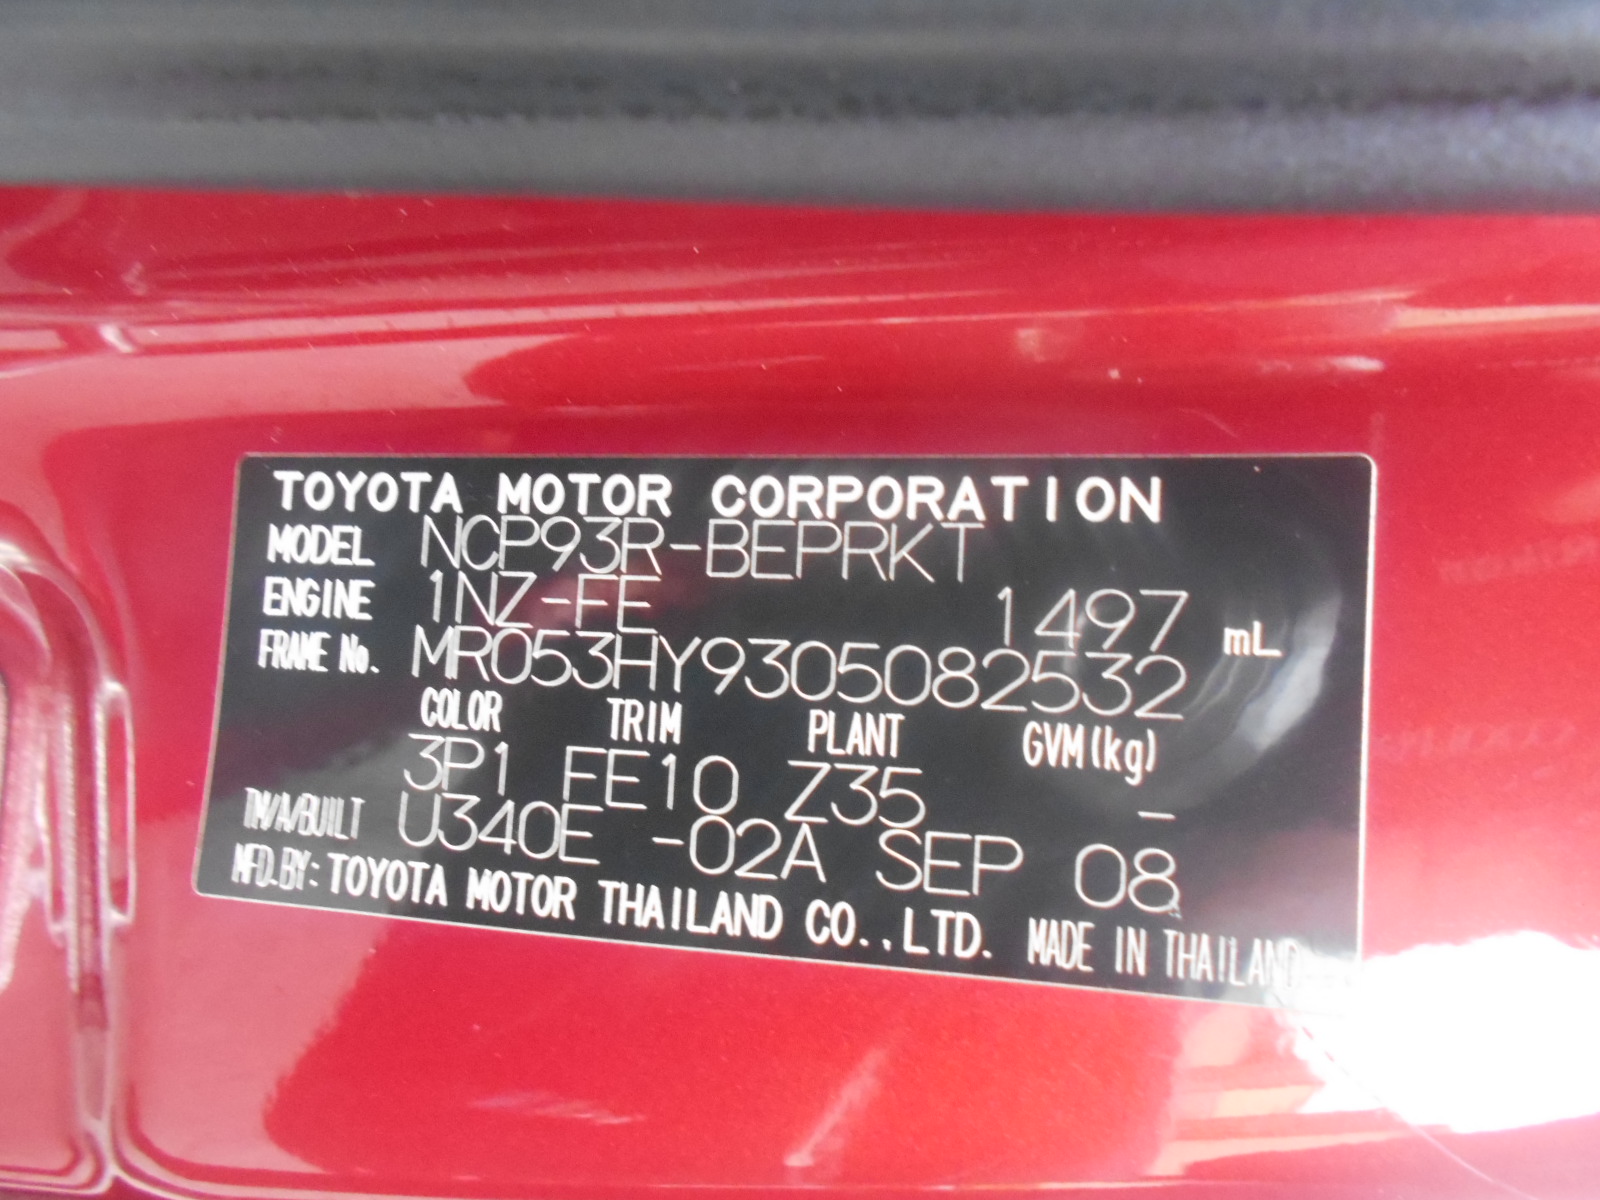 TOYOTA MOTOR CORPORATION
MODEL NCP93R-BEPRKT
ENGINE 1NZ-FE 1497 mL
FRAME No. MR053HY9305082532
COLOR TRIM PLANT GVM(kg)
3P1 FE10 Z35 -
TM/A/BUILT U340E -02A SEP 08
MFD.BY: TOYOTA MOTOR THAILAND CO.,LTD. MADE IN THAILAND